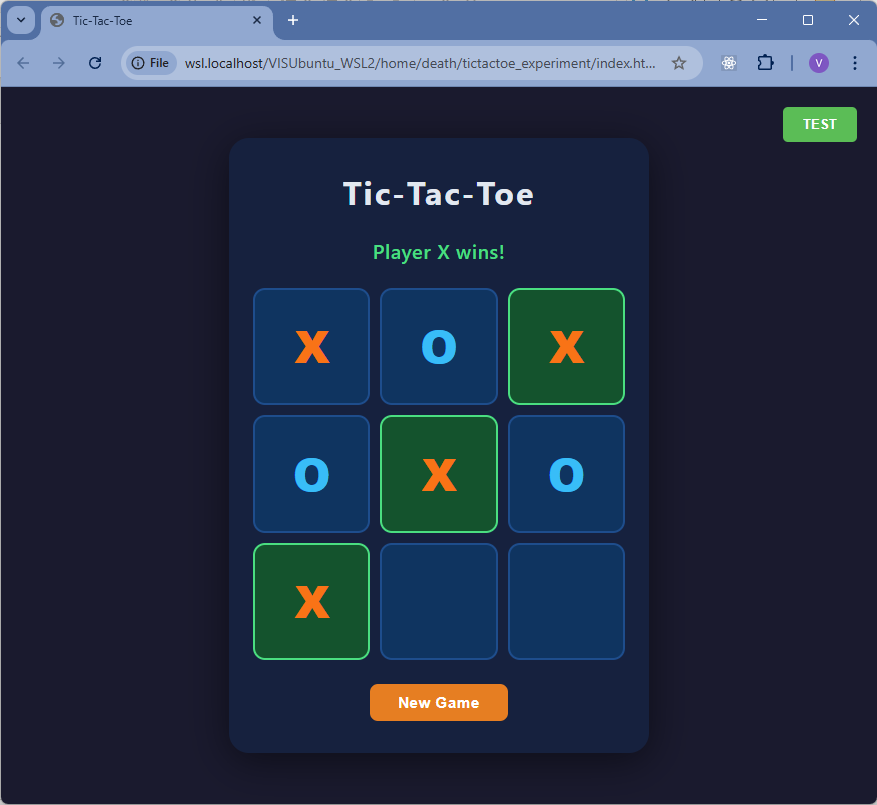 Tic-Tac-Toe
File
wsl.localhost/VISUbuntu_WSL2/home/death/tictactoe_experiment/index.ht...
V
TEST
Tic-Tac-Toe
Player X wins!
X O X
O X O
X
New Game